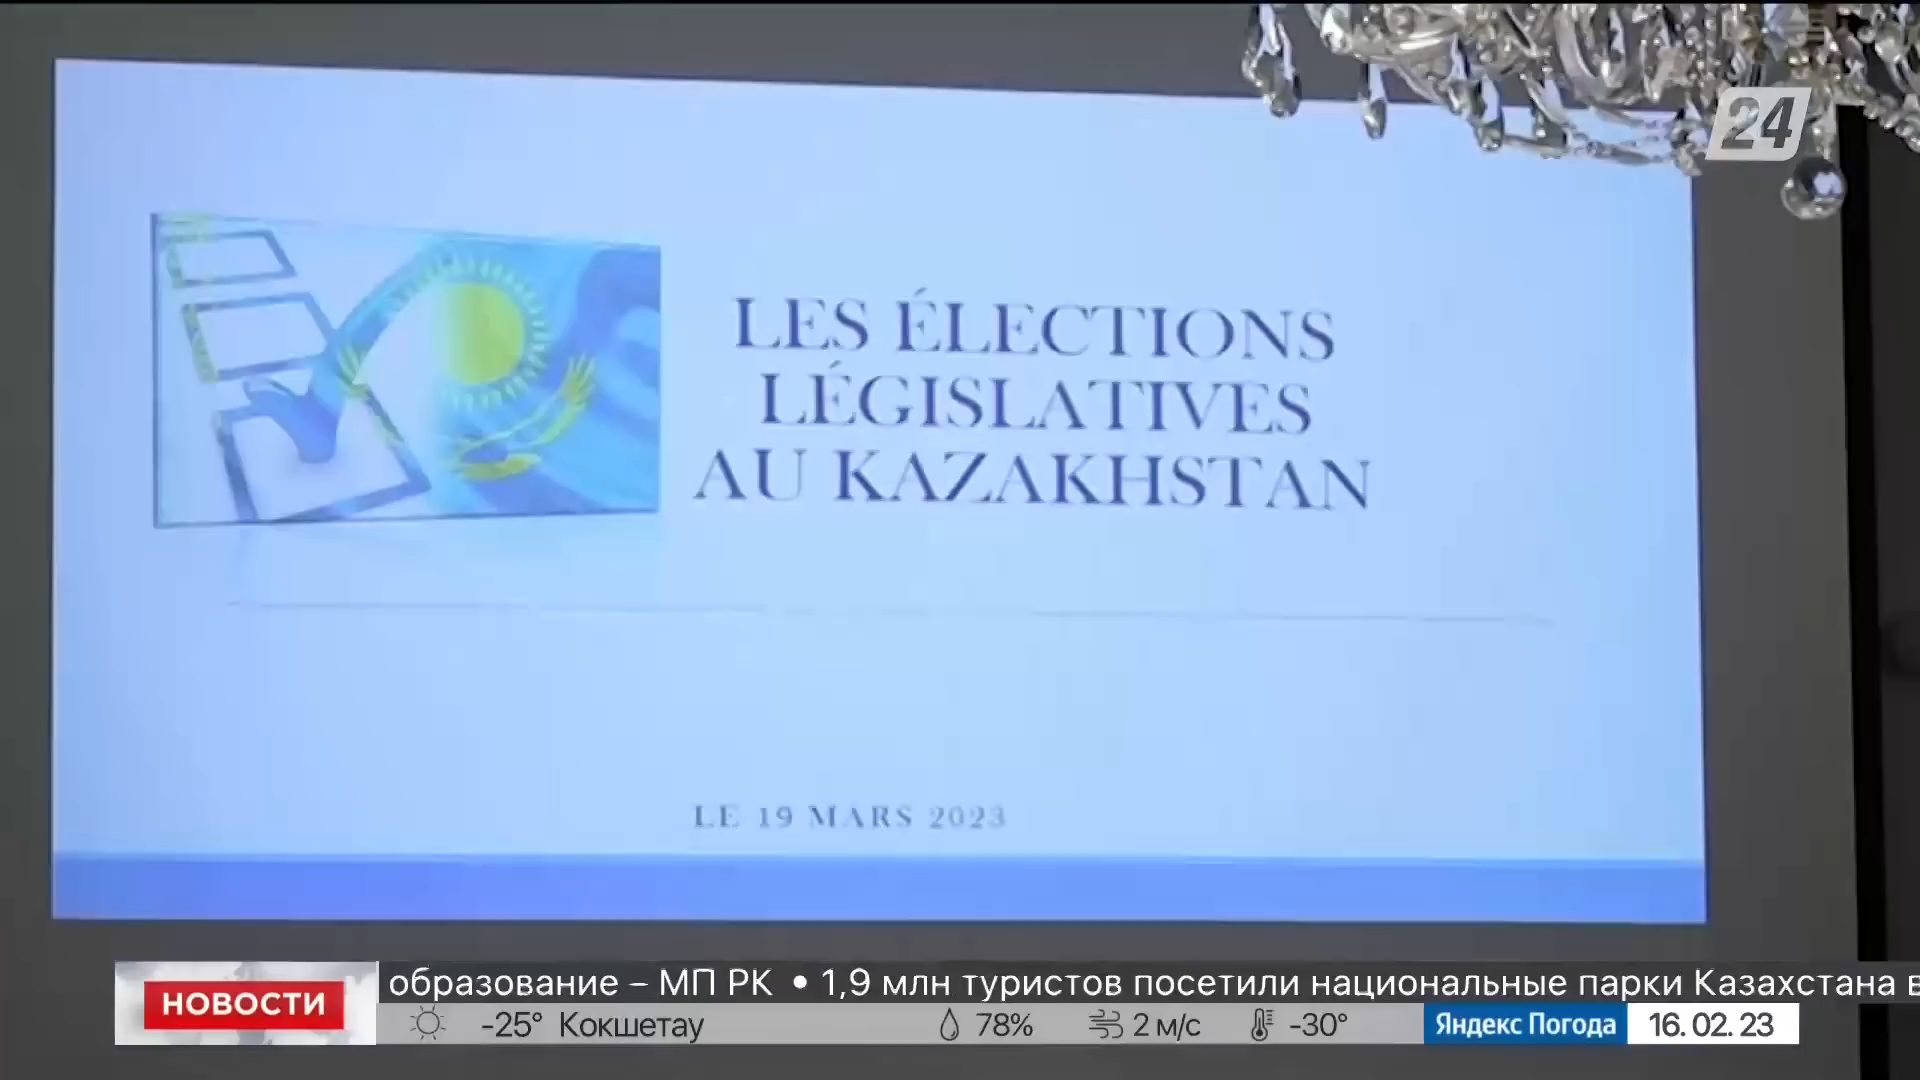 24
LES ÉLECTIONS
LÉGISLATIVES
AU KAZAKHSTAN
LE 19 MARS 2023
НОВОСТИ
образование – МП РК • 1,9 млн туристов посетили национальные парки Казахстана в
-25° Кокшетау 78% 2 м/с -30° Яндекс Погода 16. 02. 23